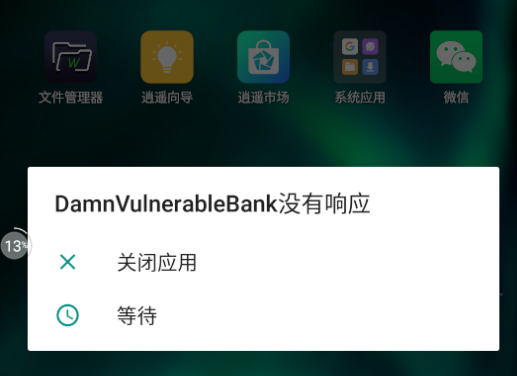 文件管理器
逍遥向导
逍遥市场
系统应用
微信
DamnVulnerableBank没有响应
13%
关闭应用
等待